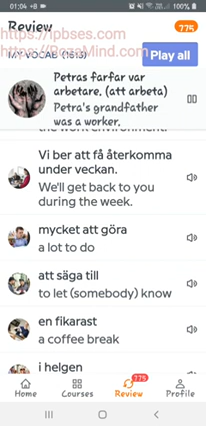 01:04
100%
Review
775
https://lpbses.com
https://BozaMind.com
MY VOCAB (1613)
Play all
Petras farfar var
arbetare. (att arbeta)
Petra's grandfather
was a worker.
the work environment.
Vi ber att få återkomma
under veckan.
We'll get back to you
during the week.
mycket att göra
a lot to do
att säga till
to let (somebody) know
en fikarast
a coffee break
i helgen
775
Home
Courses
Review
Profile